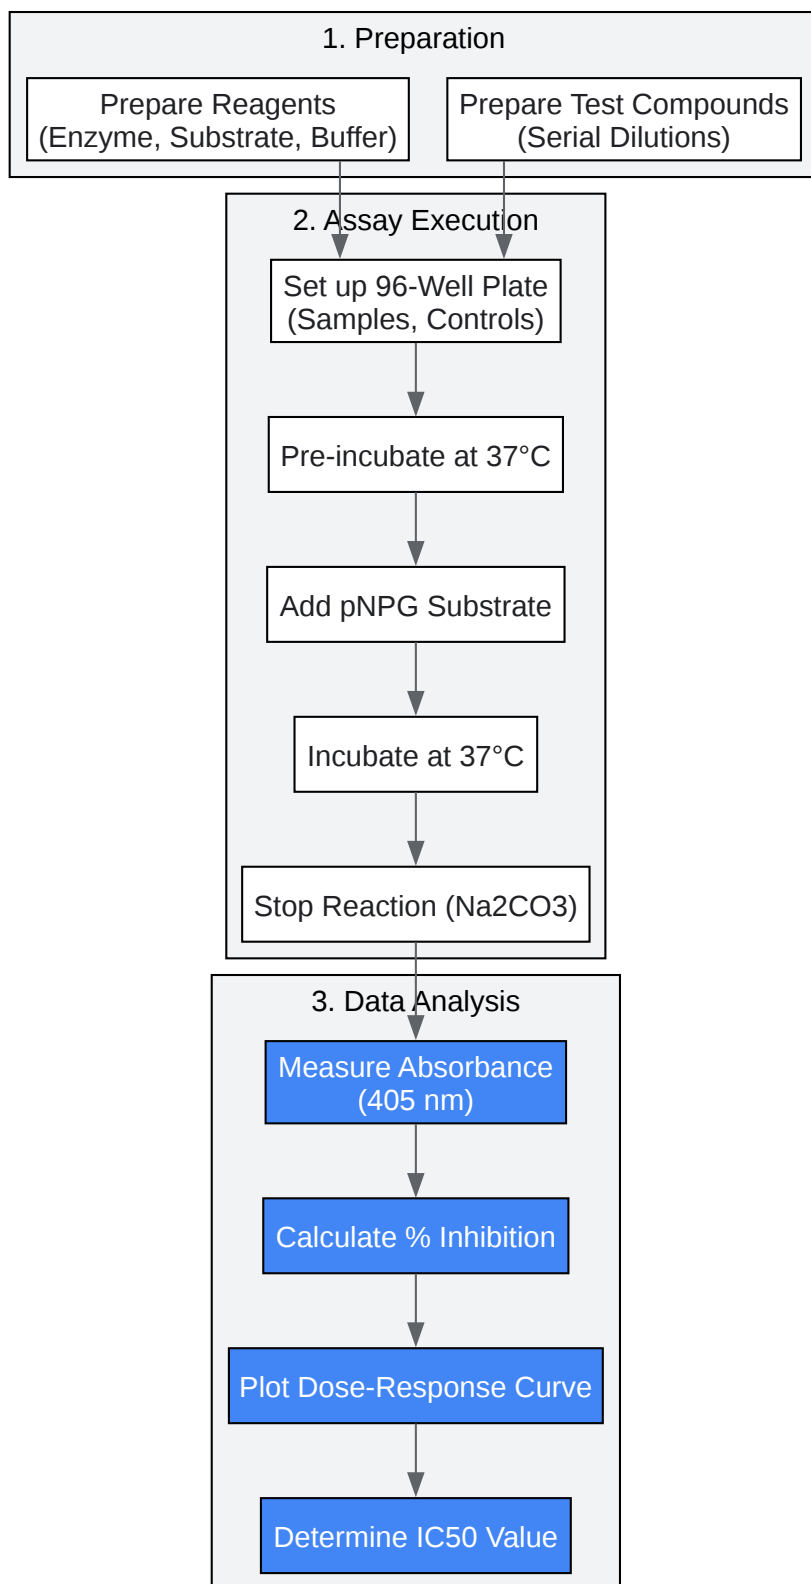 1. Preparation
Prepare Reagents
(Enzyme, Substrate, Buffer)
Prepare Test Compounds
(Serial Dilutions)
2. Assay Execution
Set up 96-Well Plate
(Samples, Controls)
Pre-incubate at 37°C
Add pNPG Substrate
Incubate at 37°C
Stop Reaction (Na2CO3)
3. Data Analysis
Measure Absorbance
(405 nm)
Calculate % Inhibition
Plot Dose-Response Curve
Determine IC50 Value